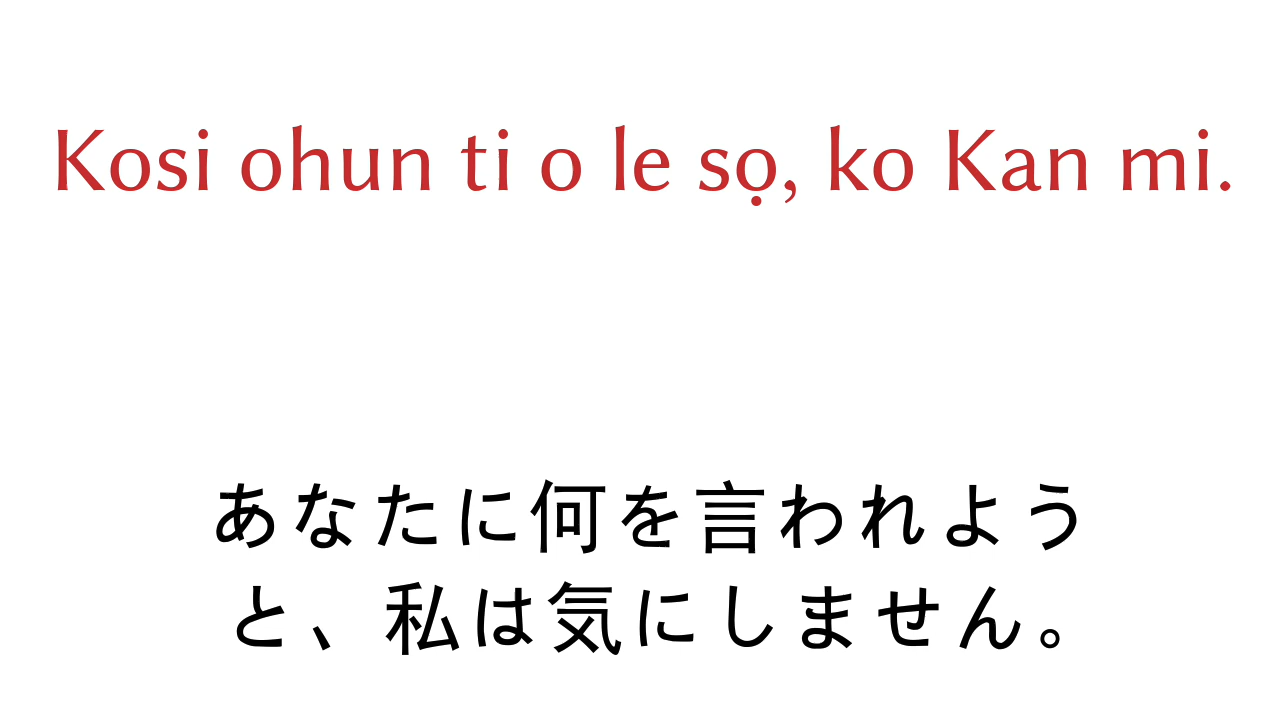 Kosi ohun ti o le sọ, ko Kan mi.
あなたに何を言われよう
と、私は気にしません。